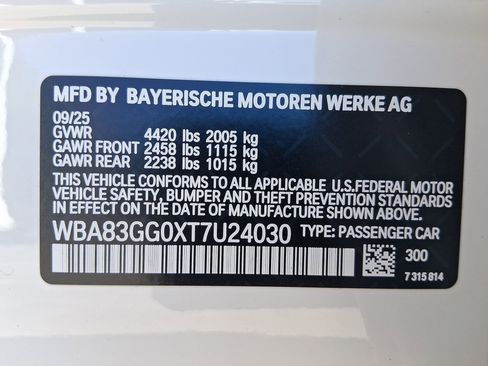 MFD BY BAYERISCHE MOTOREN WERKE AG
09/25
GVWR 4420 lbs 2005 kg
GAWR FRONT 2458 lbs 1115 kg
GAWR REAR 2238 lbs 1015 kg
THIS VEHICLE CONFORMS TO ALL APPLICABLE U.S.FEDERAL MOTOR
VEHICLE SAFETY, BUMPER AND THEFT PREVENTION STANDARDS
IN EFFECT ON THE DATE OF MANUFACTURE SHOWN ABOVE.
WBA83GG0XT7U24030 TYPE: PASSENGER CAR
300
7 315 814